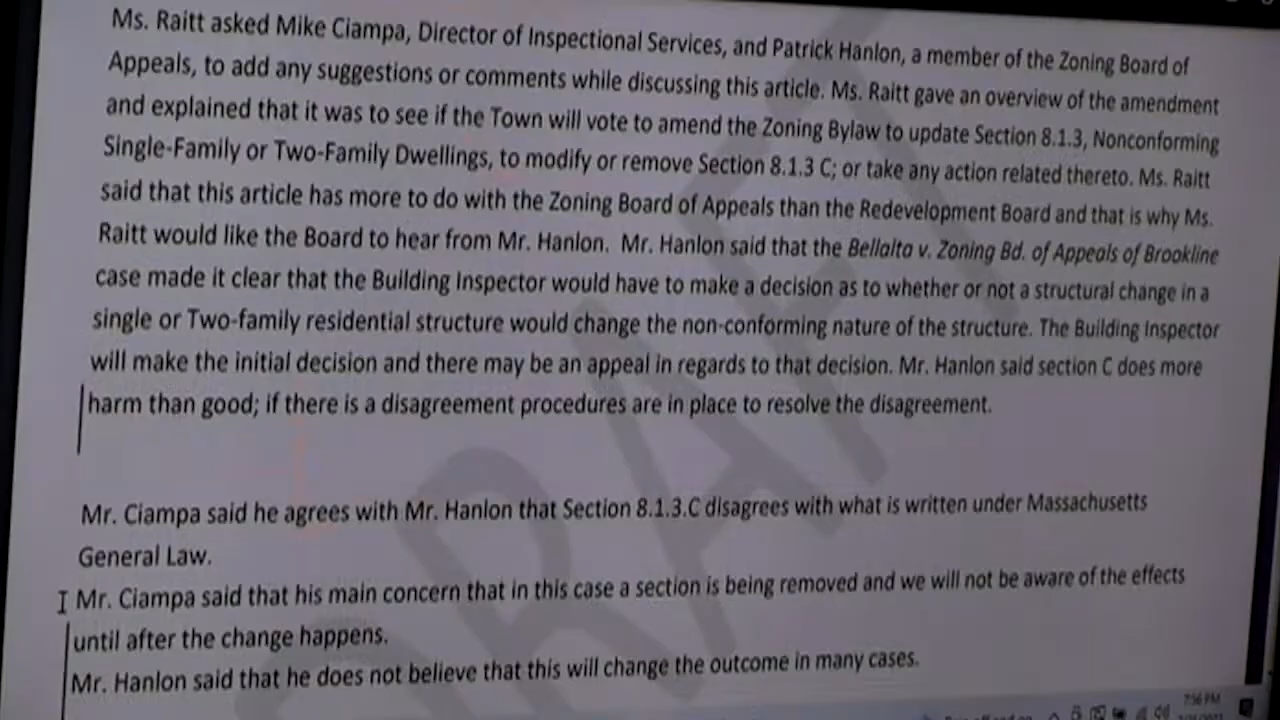 Ms. Raitt asked Mike Ciampa, Director of Inspectional Services, and Patrick Hanlon, a member of the Zoning Board of
Appeals, to add any suggestions or comments while discussing this article. Ms. Raitt gave an overview of the amendment
and explained that it was to see if the Town will vote to amend the Zoning Bylaw to update Section 8.1.3, Nonconforming
Single-Family or Two-Family Dwellings, to modify or remove Section 8.1.3 C; or take any action related thereto. Ms. Raitt
said that this article has more to do with the Zoning Board of Appeals than the Redevelopment Board and that is why Ms.
Raitt would like the Board to hear from Mr. Hanlon. Mr. Hanlon said that the Bellalta v. Zoning Bd. of Appeals of Brookline
case made it clear that the Building Inspector would have to make a decision as to whether or not a structural change in a
single or Two-family residential structure would change the non-conforming nature of the structure. The Building Inspector
will make the initial decision and there may be an appeal in regards to that decision. Mr. Hanlon said section C does more
harm than good; if there is a disagreement procedures are in place to resolve the disagreement.
Mr. Ciampa said he agrees with Mr. Hanlon that Section 8.1.3.C disagrees with what is written under Massachusetts
General Law.
Mr. Ciampa said that his main concern that in this case a section is being removed and we will not be aware of the effects
until after the change happens.
Mr. Hanlon said that he does not believe that this will change the outcome in many cases.
DRAFT
7:56 PM